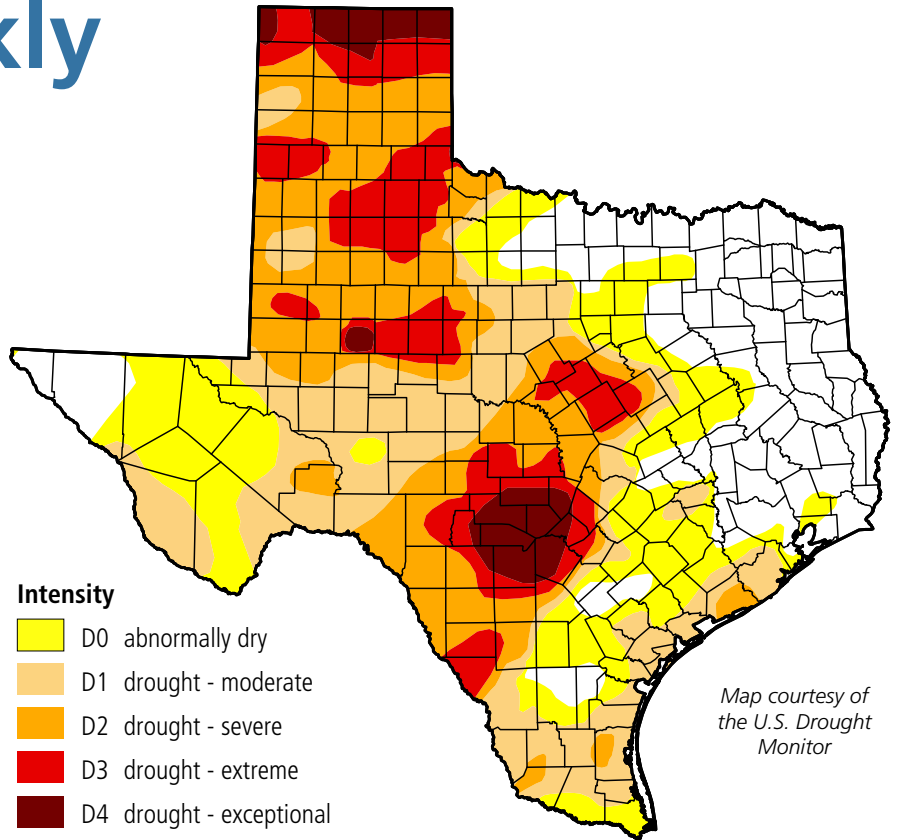 kly
Intensity
D0 abnormally dry
D1 drought - moderate
D2 drought - severe
D3 drought - extreme
D4 drought - exceptional
Map courtesy of
the U.S. Drought
Monitor